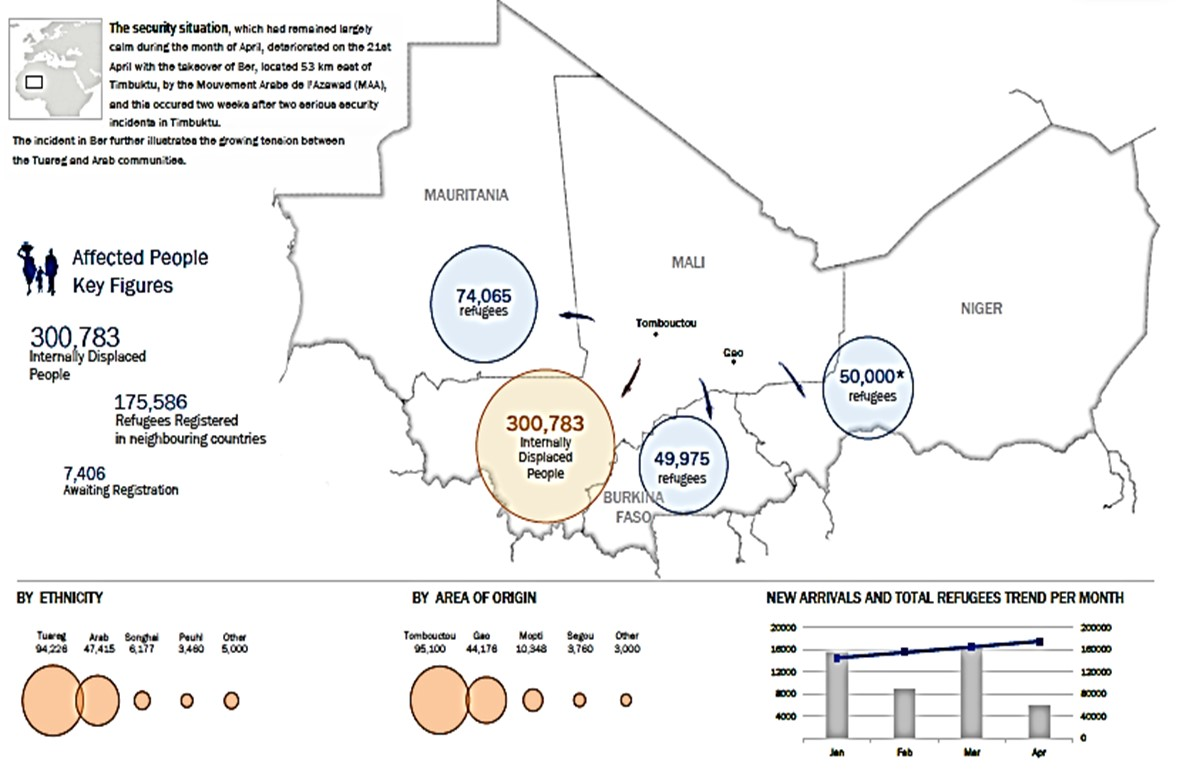 The security situation, which had remained largely
calm during the month of April, deteriorated on the 21st
April with the takeover of Ber, located 53 km east of
Timbuktu, by the Mouvement Arabe de l'Azawad (MAA),
and this occured two weeks after two serious security
incidents in Timbuktu.
The incident in Ber further illustrates the growing tension between
the Tuareg and Arab communities.
MAURITANIA
MALI
NIGER
Affected People
Key Figures
74,065
refugees
Tombouctou
Gao
300,783
Internally Displaced
People
50,000*
refugees
175,586
Refugees Registered
in neighbouring countries
300,783
Internally
Displaced
People
49,975
refugees
7,406
Awaiting Registration
BURKINA
FASO
BY ETHNICITY
Tuareg Arab Songhai Peuhl Other
94,226 47,415 6,177 3,460 5,000
BY AREA OF ORIGIN
Tombouctou Gao Mopti Segou Other
95,100 44,176 10,348 3,760 3,000
NEW ARRIVALS AND TOTAL REFUGEES TREND PER MONTH
20000 200000
16000 160000
12000 120000
8000 80000
4000 40000
0
Jan Feb Mar Apr